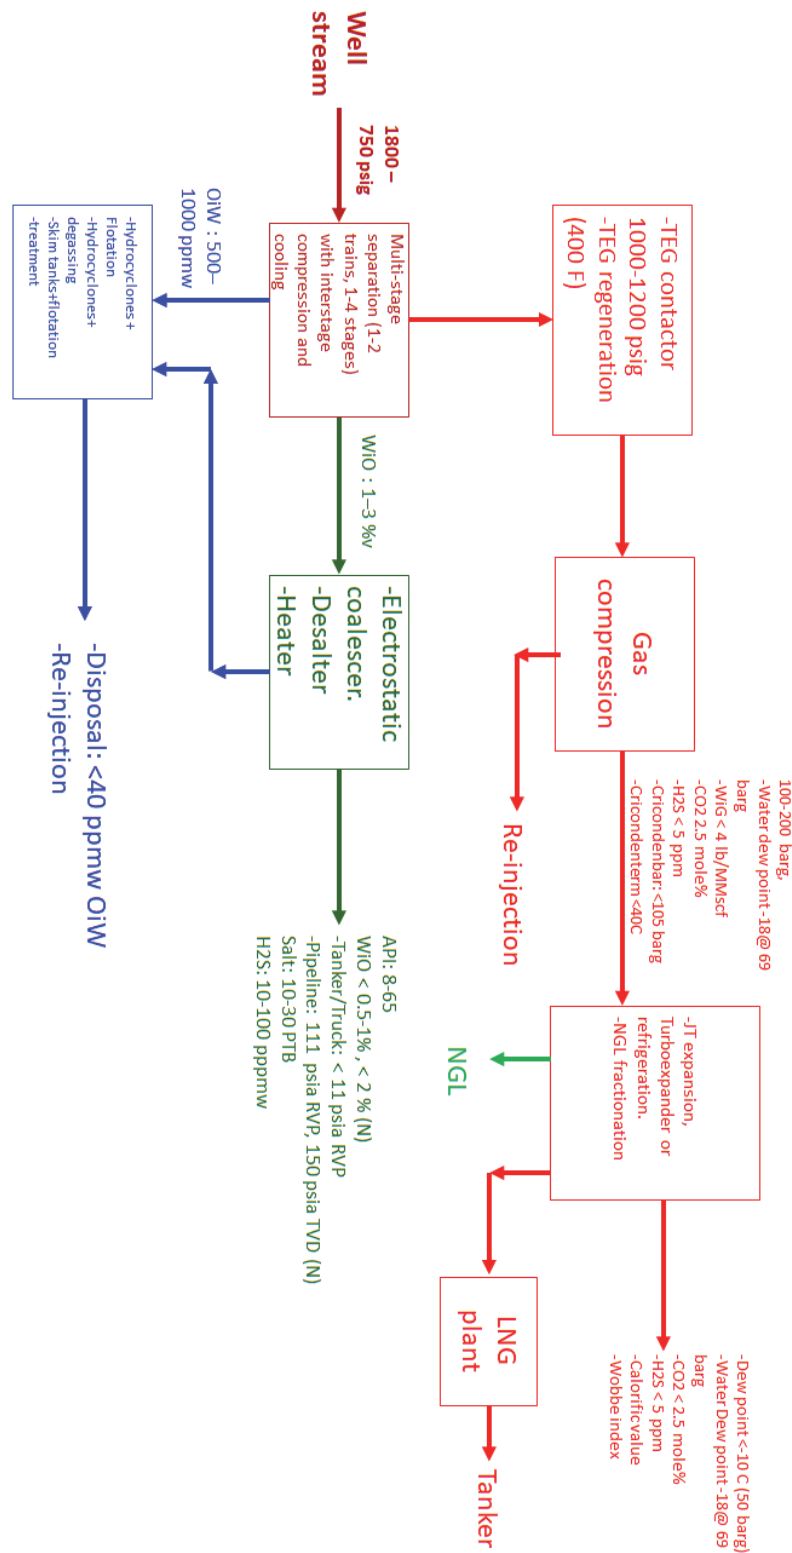 Well
stream
1800 –
750 psig
Multi-stage
separation (1-2
trains, 1-4 stages)
with interstage
compression and
cooling
-TEG contactor
1000-1200 psig
-TEG regeneration
(400 F)
Gas
compression
Re-injection
100-200 barg,
-Water dew point -18@ 69
barg
-WiG < 4 lb/MMscf
-CO2 2.5 mole%
-H2S < 5 ppm
-Cricondenbar: <105 barg
-Cricondenterm <40C
-JT expansion,
Turboexpander or
refrigeration.
-NGL fractionation
NGL
LNG
plant
Tanker
-Dew point <-10 C (50 barg)
-Water Dew point -18@ 69
barg
-CO2 < 2.5 mole%
-H2S < 5 ppm
-Calorific value
-Wobbe index
WiO : 1–3 %v
-Electrostatic
coalescer.
-Desalter
-Heater
API: 8-65
WiO < 0.5-1% , < 2 % (N)
-Tanker/Truck: < 11 psia RVP
-Pipeline: 111 psia RVP, 150 psia TVD (N)
Salt: 10-30 PTB
H2S: 10-100 pppmw
OiW : 500–
1000 ppmw
-Hydrocyclones +
Flotation
-Hydrocyclones+
degassing
-Skim tanks+flotation
-treatment
-Disposal: <40 ppmw OiW
-Re-injection